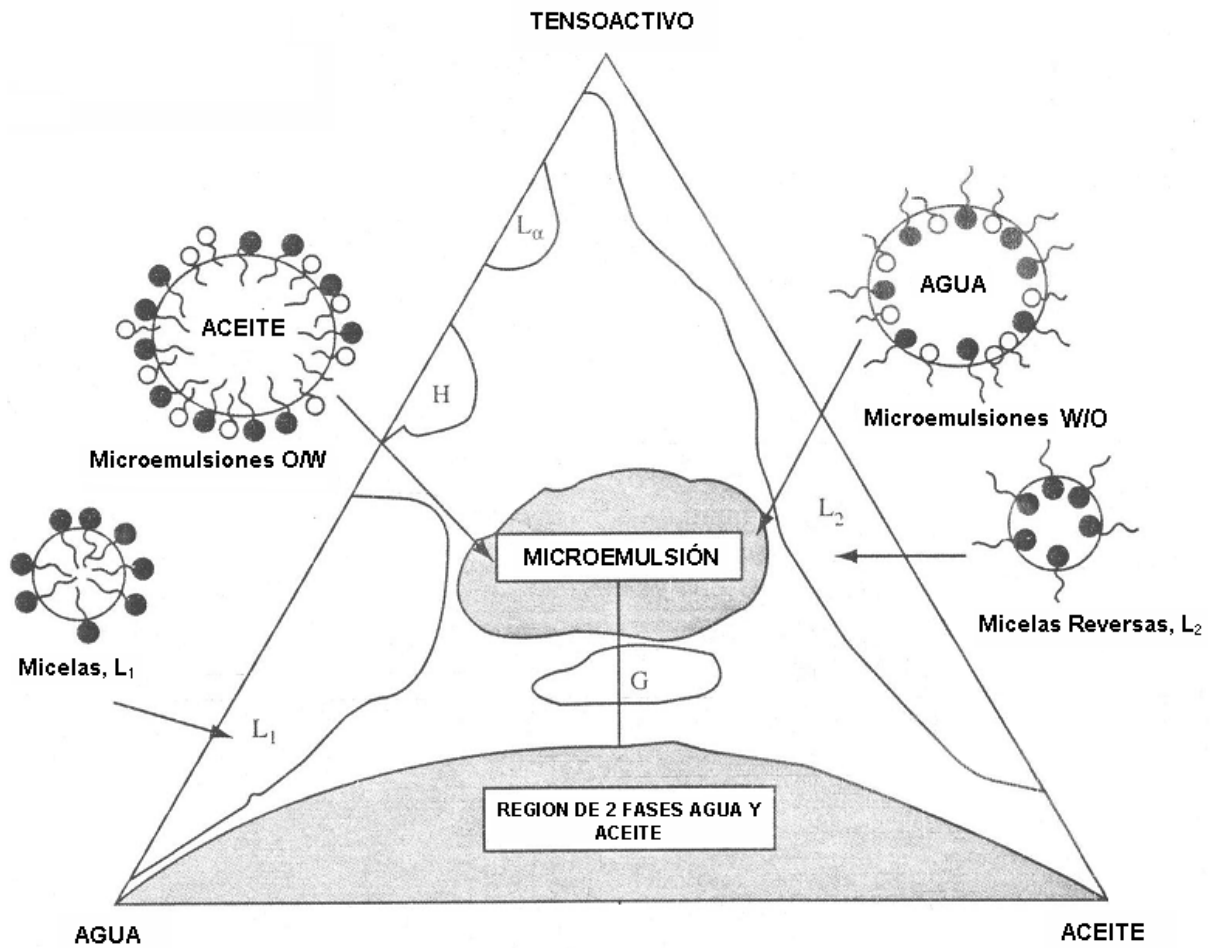 TENSOACTIVO
Lα
ACEITE
AGUA
H
Microemulsiones O/W
Microemulsiones W/O
L2
MICROEMULSIÓN
Micelas, L1
Micelas Reversas, L2
G
L1
REGION DE 2 FASES AGUA Y
ACEITE
AGUA
ACEITE